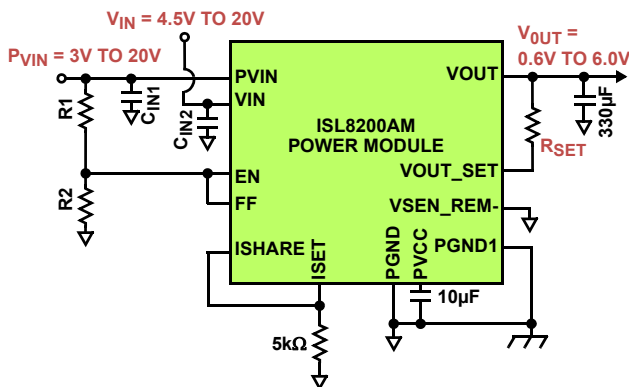 VIN = 4.5V TO 20V
PVIN = 3V TO 20V
V0UT =
0.6V TO 6.0V
R1
CIN1
CIN2
PVIN
VIN
VOUT
330µF
ISL8200AM
POWER MODULE
RSET
VOUT_SET
R2
EN
FF
VSEN_REM-
ISHARE
ISET
PGND
PVCC
PGND1
10µF
5kΩ